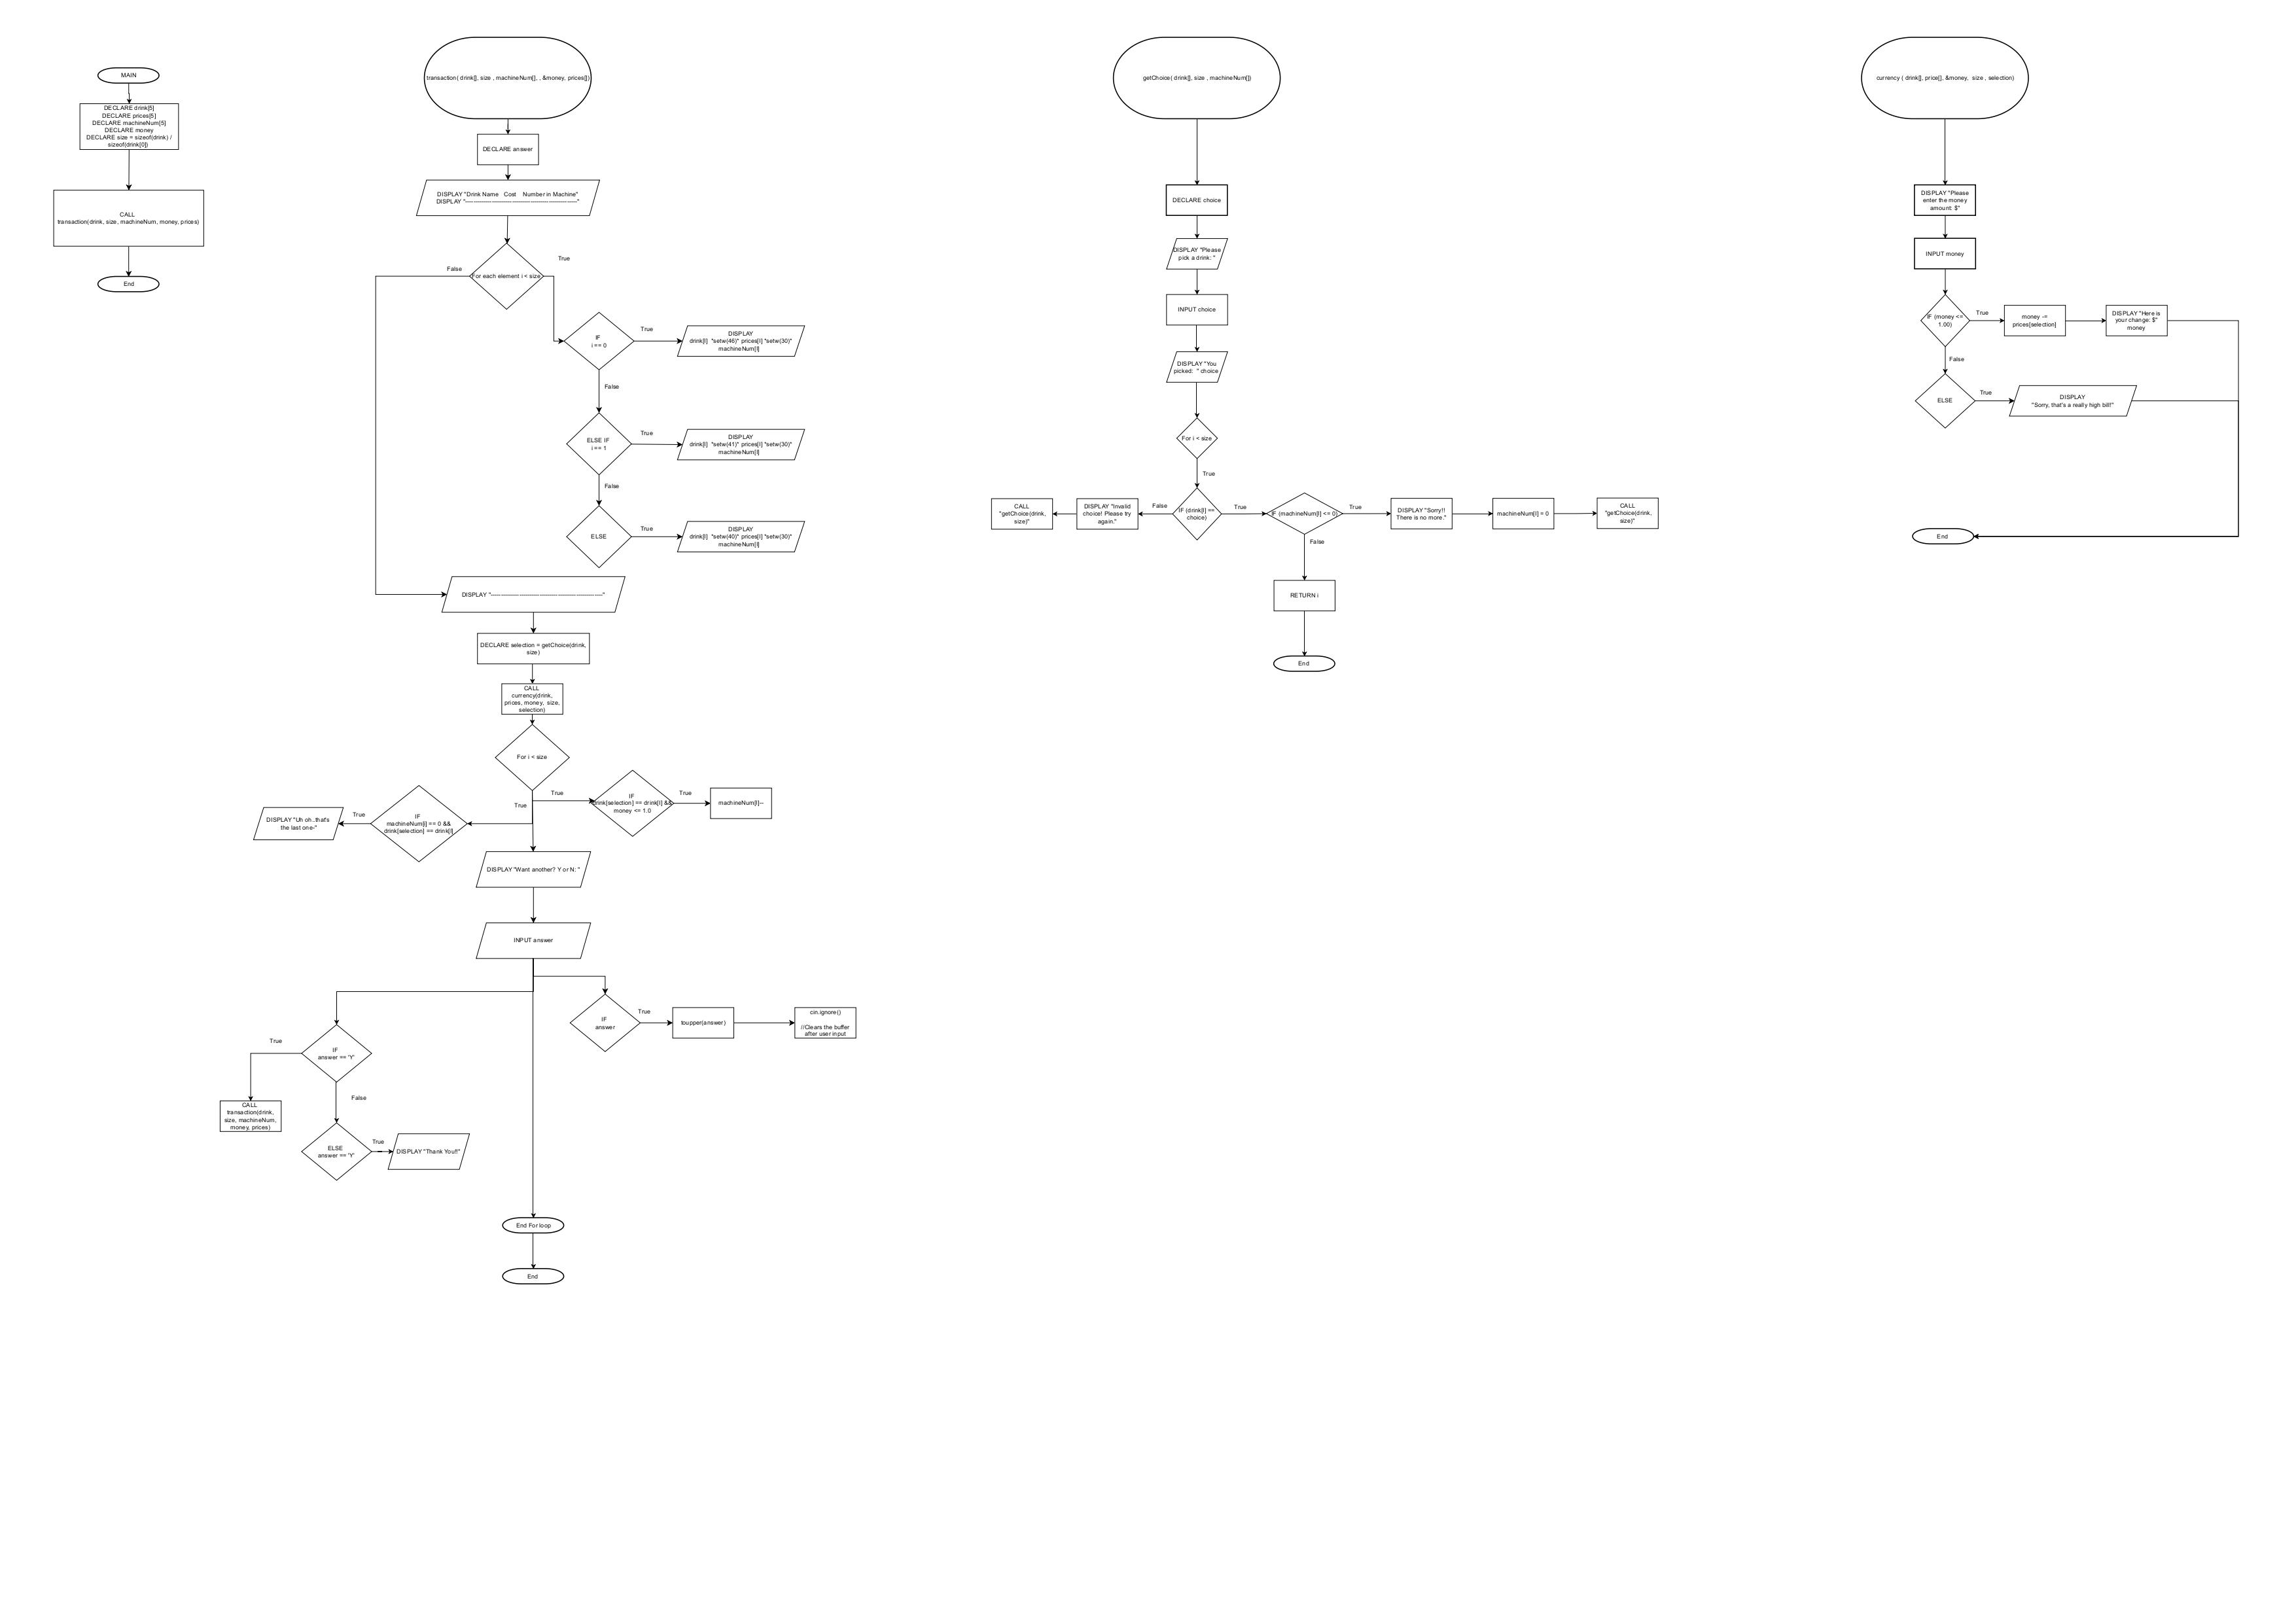 MAIN
DECLARE drink[5]
DECLARE prices[5]
DECLARE machineNum[5]
DECLARE money
DECLARE size = sizeof(drink) /
sizeof(drink[0])
CALL
transaction(drink, size, machineNum, money, prices)
End
transaction( drink[], size , machineNum[], , &money, prices[])
DECLARE answer
DISPLAY "Drink Name Cost Number in Machine"
DISPLAY "----------------------------------------------------"
For each element i < size
False
True
IF
i == 0
True
DISPLAY
drink[I] "setw(46)" prices[I] "setw(30)"
machineNum[I]
False
ELSE IF
i == 1
True
DISPLAY
drink[I] "setw(41)" prices[I] "setw(30)"
machineNum[I]
False
ELSE
True
DISPLAY
drink[I] "setw(40)" prices[I] "setw(30)"
machineNum[I]
DISPLAY "----------------------------------------------------"
DECLARE selection = getChoice(drink,
size)
CALL
currency(drink,
prices, money, size,
selection)
For i < size
True
IF
drink[selection] == drink[I] &&
money <= 1.0
True
machineNum[I]--
True
IF
machineNum[i] == 0 &&
drink[selection] == drink[I]
True
DISPLAY "Uh oh..that's
the last one-"
DISPLAY "Want another? Y or N: "
INPUT answer
IF
answer
True
toupper(answer)
cin.ignore()
//Clears the buffer
after user input
IF
answer == 'Y'
True
CALL
transaction(drink,
size, machineNum,
money, prices)
False
ELSE
answer == 'Y'
True
DISPLAY "Thank You!!"
End For loop
End
getChoice( drink[], size , machineNum[])
DECLARE choice
DISPLAY "Please
pick a drink: "
INPUT choice
DISPLAY "You
picked: " choice
For i < size
True
IF (drink[I] ==
choice)
False
DISPLAY "Invalid
choice! Please try
again."
CALL
"getChoice(drink,
size)"
True
IF (machineNum[I] <= 0)
True
DISPLAY "Sorry!!
There is no more."
machineNum[I] = 0
CALL
"getChoice(drink,
size)"
False
RETURN i
End
currency ( drink[], price[], &money, size , selection)
DISPLAY "Please
enter the money
amount: $"
INPUT money
IF (money <=
1.00)
True
money -=
prices[selection]
DISPLAY "Here is
your change: $"
money
False
ELSE
True
DISPLAY
"Sorry, that's a really high bill!"
End